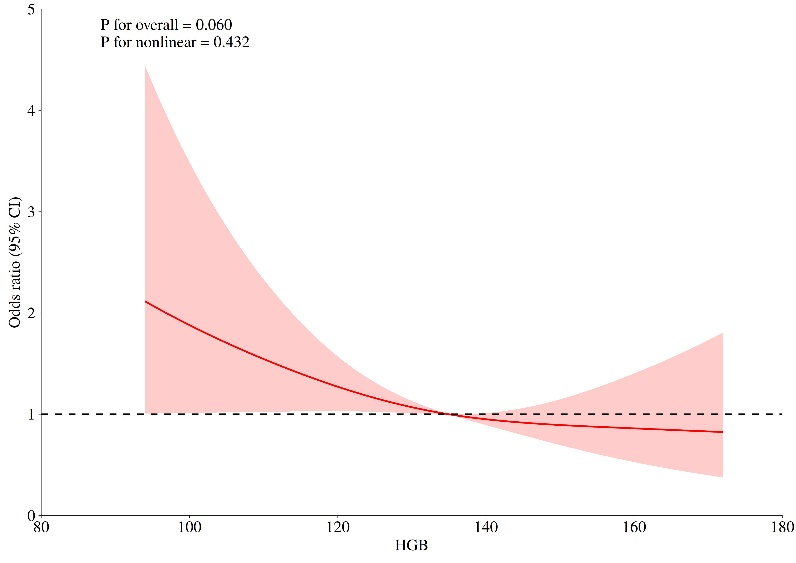 P for overall = 0.060
P for nonlinear = 0.432
Odds ratio (95% CI)
5
4
3
2
1
0
80 100 120 140 160 180
HGB